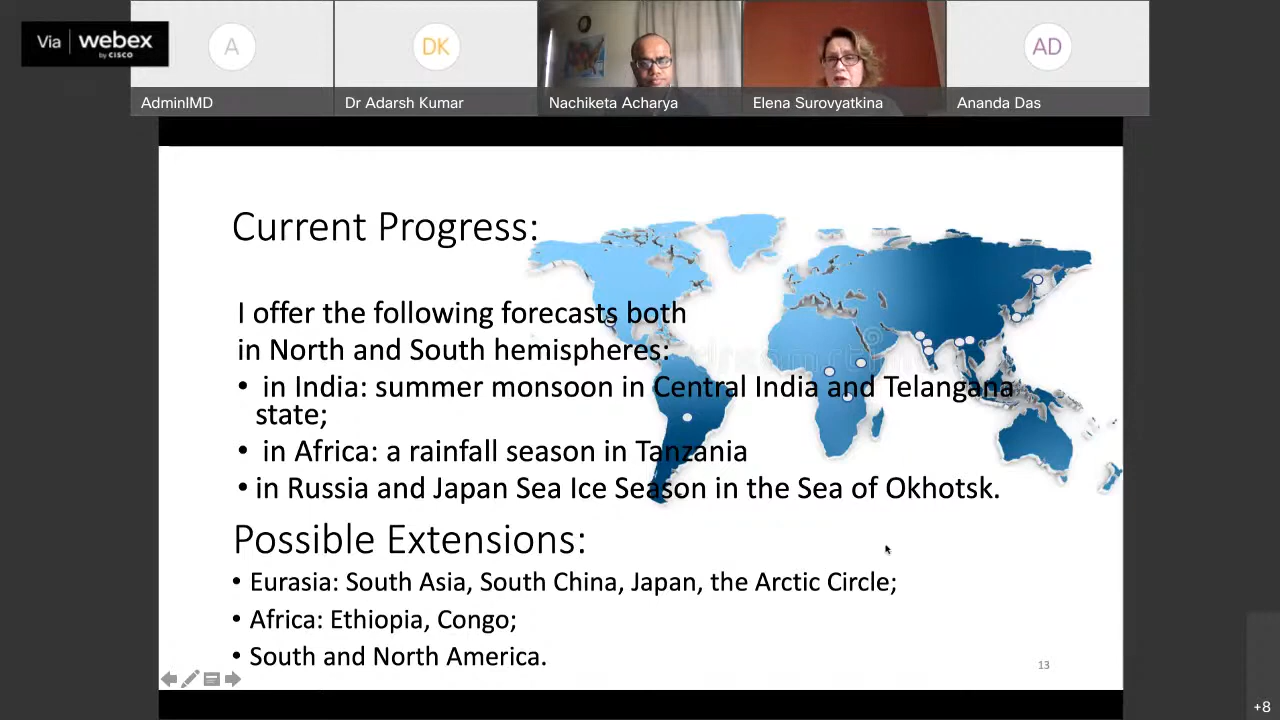 Via webex
by CISCO
A
DK
AD
AdminIMD
Dr Adarsh Kumar
Nachiketa Acharya
Elena Surovyatkina
Ananda Das
Current Progress:
I offer the following forecasts both
in North and South hemispheres:
• in India: summer monsoon in Central India and Telangana
state;
• in Africa: a rainfall season in Tanzania
• in Russia and Japan Sea Ice Season in the Sea of Okhotsk.
Possible Extensions:
• Eurasia: South Asia, South China, Japan, the Arctic Circle;
• Africa: Ethiopia, Congo;
• South and North America.
13
+8